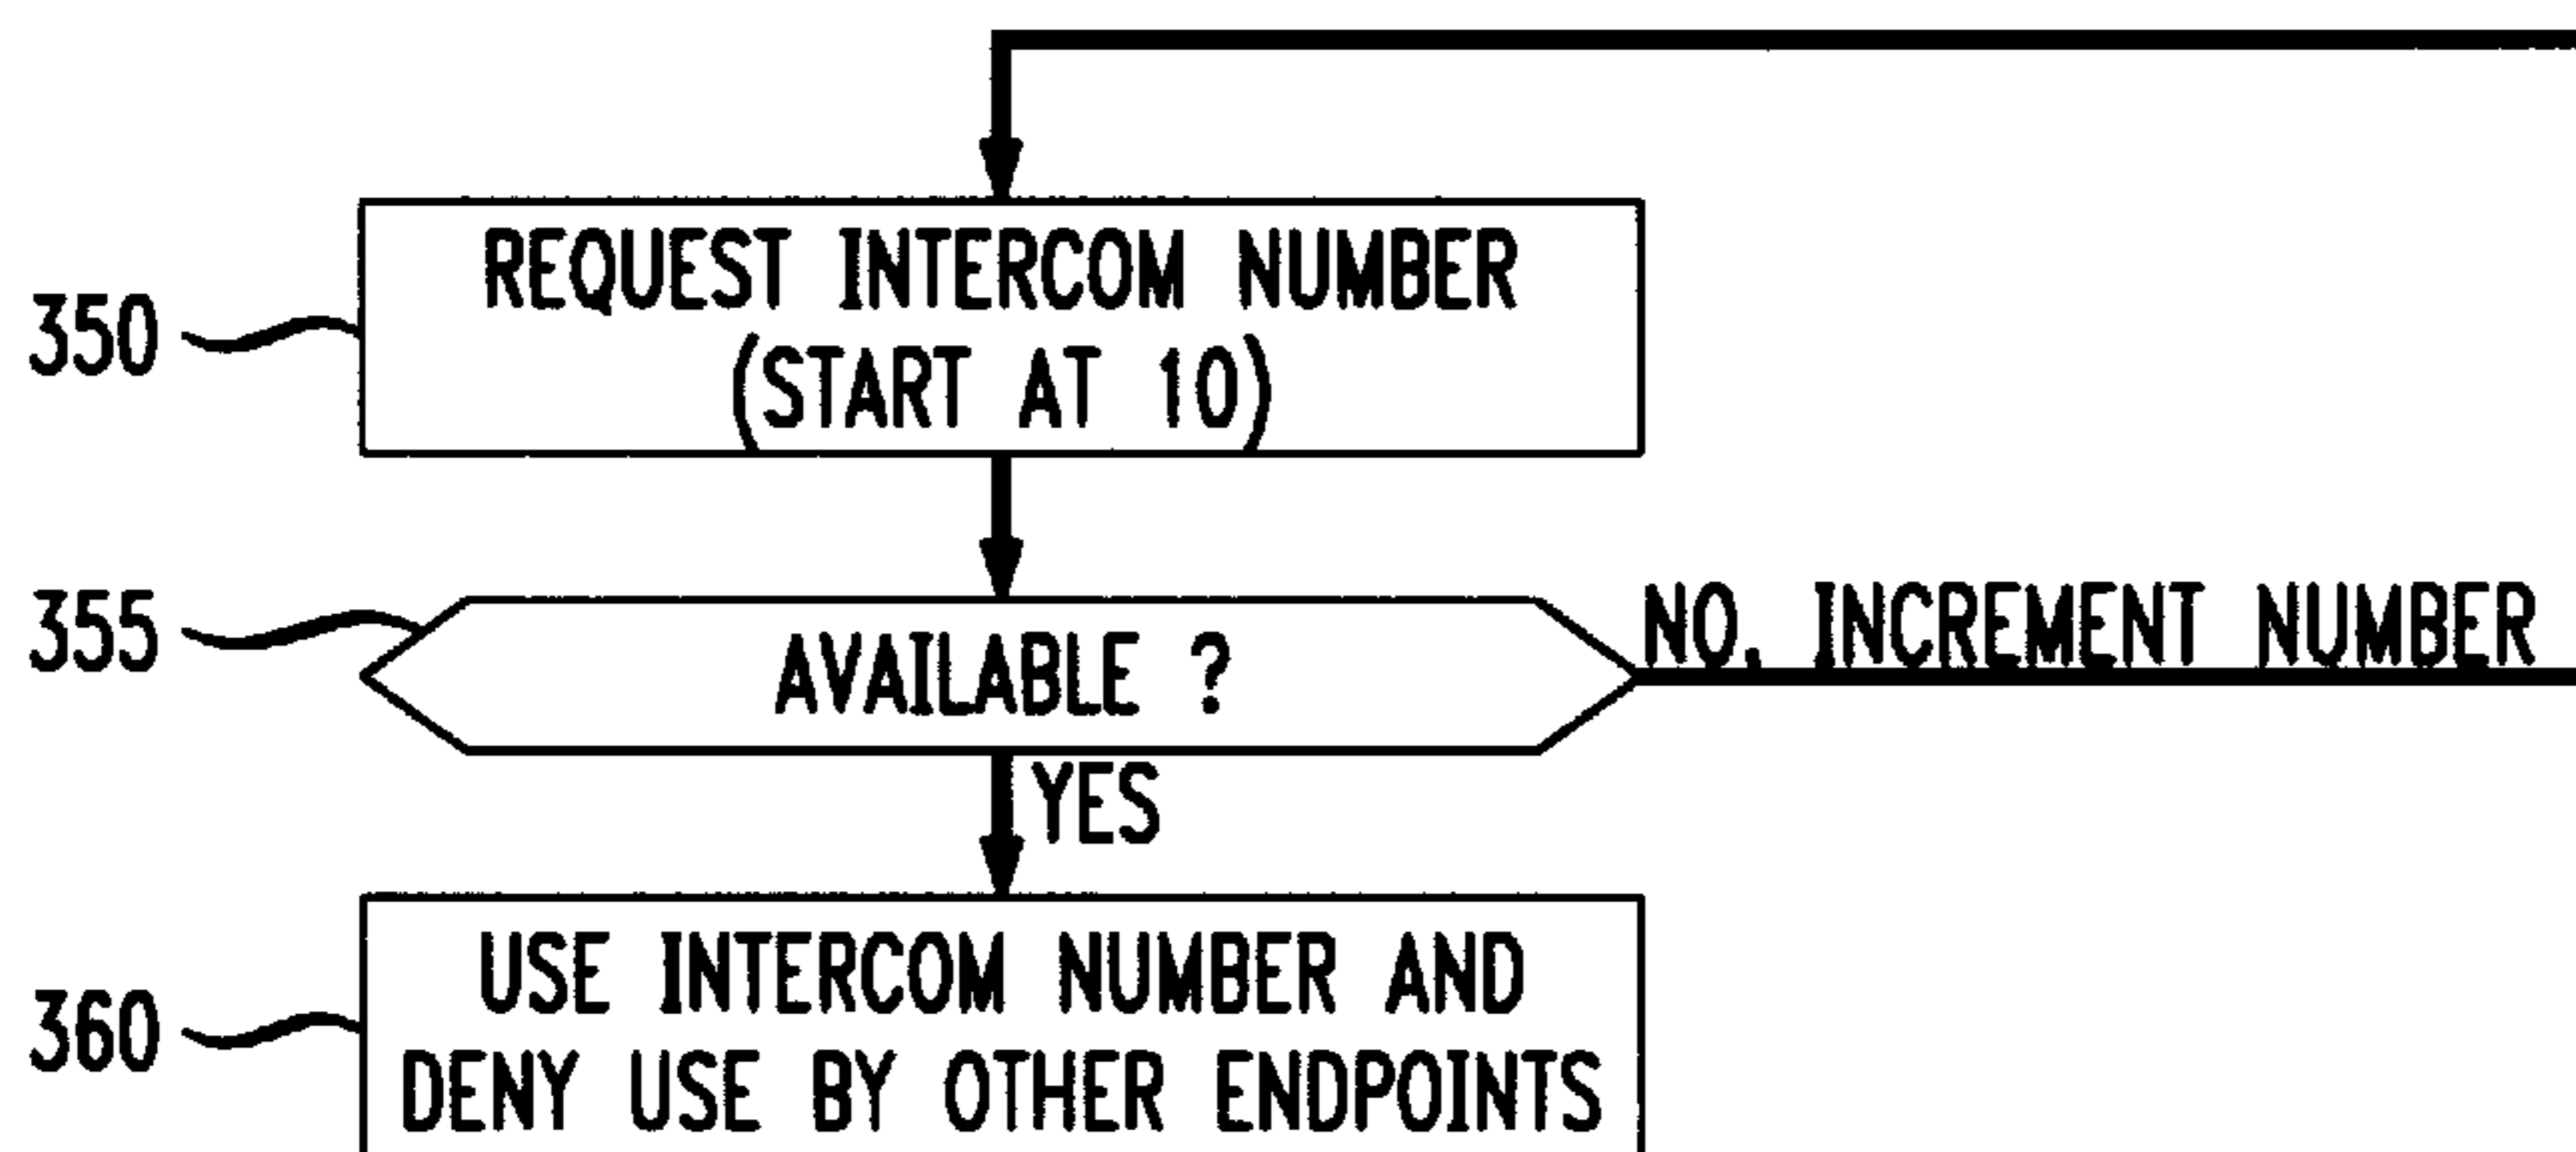 350
REQUEST INTERCOM NUMBER
(START AT 10)
355
AVAILABLE ?
NO, INCREMENT NUMBER
YES
360
USE INTERCOM NUMBER AND
DENY USE BY OTHER ENDPOINTS